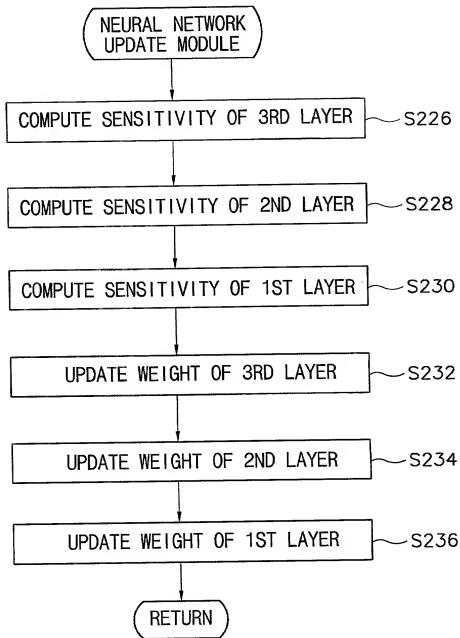 NEURAL NETWORK
UPDATE MODULE
COMPUTE SENSITIVITY OF 3RD LAYER
S226
COMPUTE SENSITIVITY OF 2ND LAYER
S228
COMPUTE SENSITIVITY OF 1ST LAYER
S230
UPDATE WEIGHT OF 3RD LAYER
S232
UPDATE WEIGHT OF 2ND LAYER
S234
UPDATE WEIGHT OF 1ST LAYER
S236
RETURN